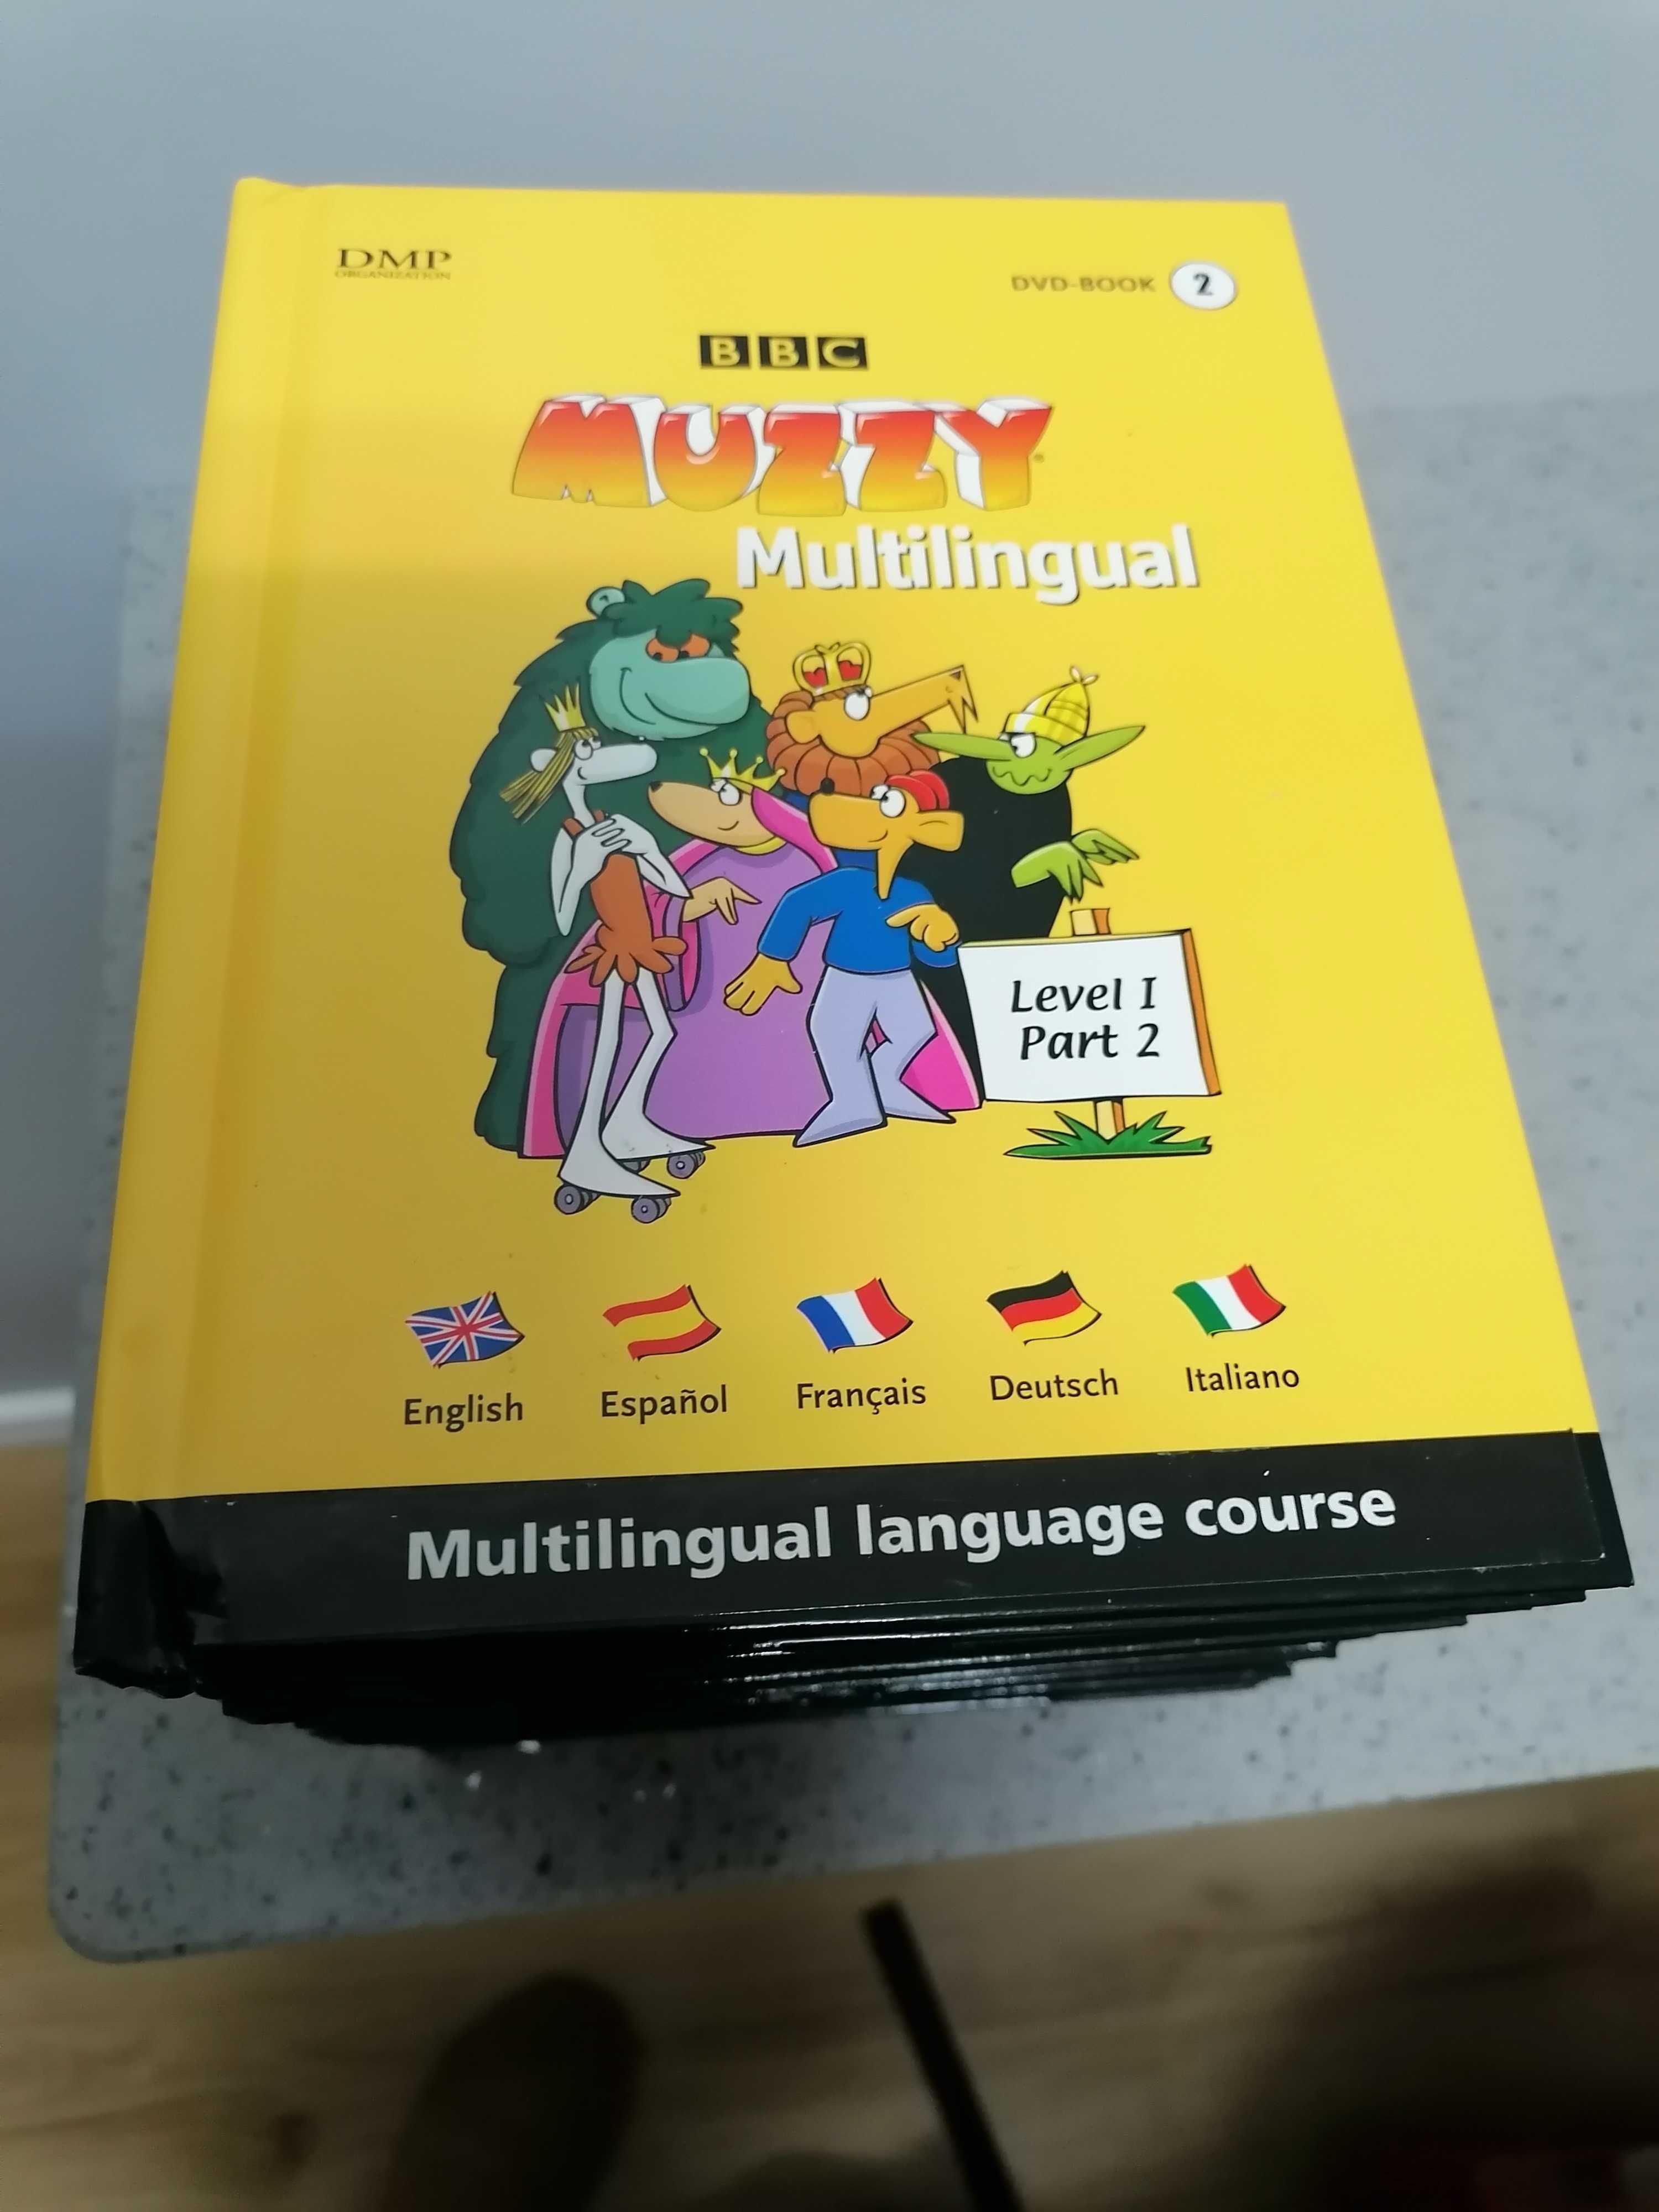 DMP
ORGANIZATION
DVD-BOOK 2
BBC
MUZZY
Multilingual
Level I
Part 2
English
Español
Français
Deutsch
Italiano
Multilingual language course